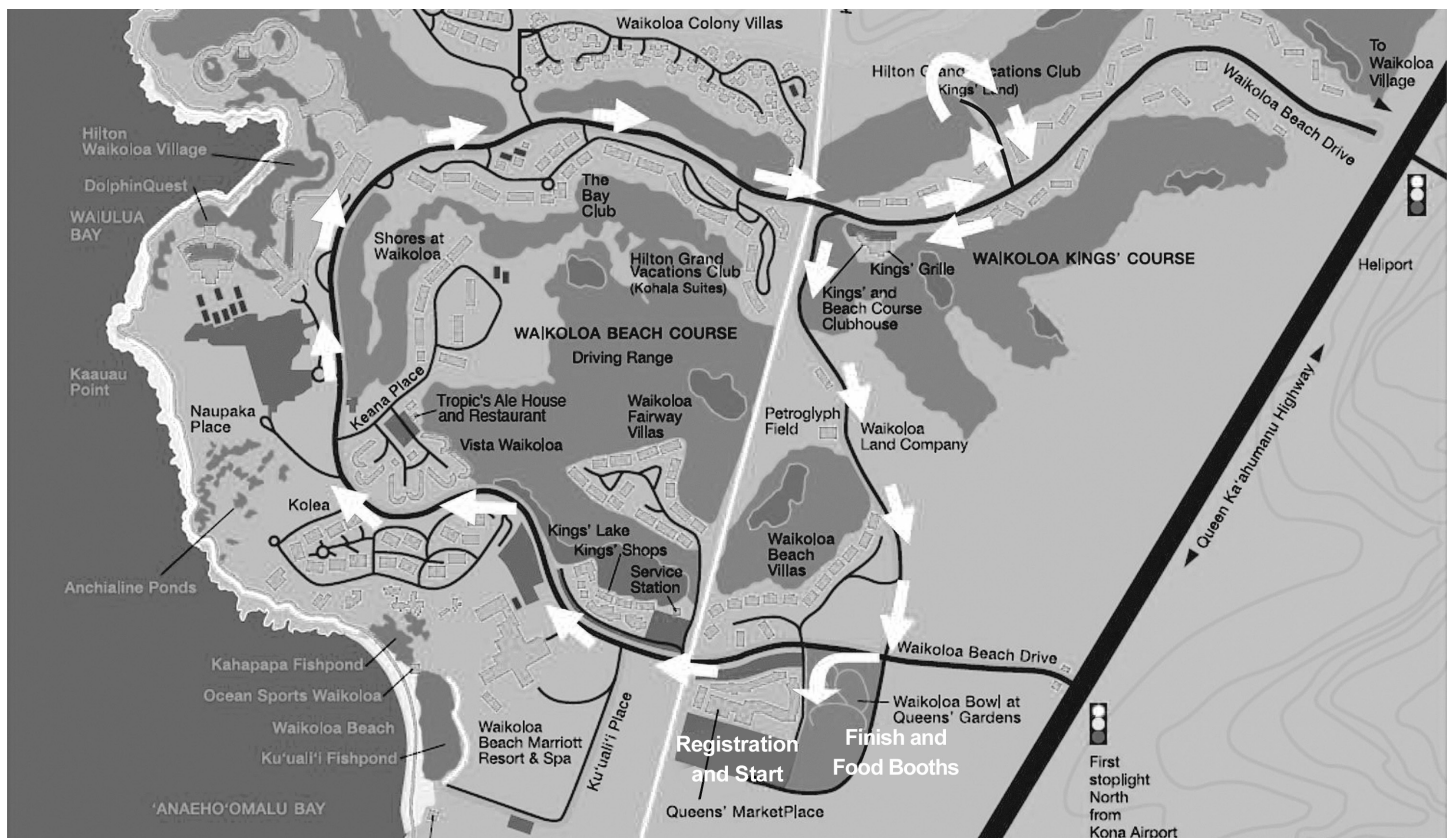 Waikoloa Colony Villas
Hilton Grand Vacations Club
(Kings' Land)
To
Waikoloa
Village
Waikoloa Beach Drive
Hilton
Waikoloa Village
DolphinQuest
WAIULUA
BAY
The
Bay
Club
Shores at
Waikoloa
Hilton Grand
Vacations Club
(Kohala Suites)
Kings' Grille
WAIKOLOA KINGS' COURSE
Heliport
Kings' and
Beach Course
Clubhouse
WAIKOLOA BEACH COURSE
Driving Range
Kaauau
Point
Keana Place
Naupaka
Place
Tropic's Ale House
and Restaurant
Vista Waikoloa
Waikoloa
Fairway
Villas
Petroglyph
Field
Waikoloa
Land Company
Queen Ka'ahumanu Highway
Kolea
Kings' Lake
Kings' Shops
Service
Station
Waikoloa
Beach
Villas
Anchialine Ponds
Waikoloa Beach Drive
Kahapapa Fishpond
Ocean Sports Waikoloa
Waikoloa Beach
Ku'uali'i Fishpond
Waikoloa
Beach Marriott
Resort & Spa
Ku'uali'i Place
Waikoloa Bowl at
Queens' Gardens
Registration
and Start
Finish and
Food Booths
Queens' MarketPlace
'ANAEHO'OMALU BAY
First
stoplight
North
from
Kona Airport